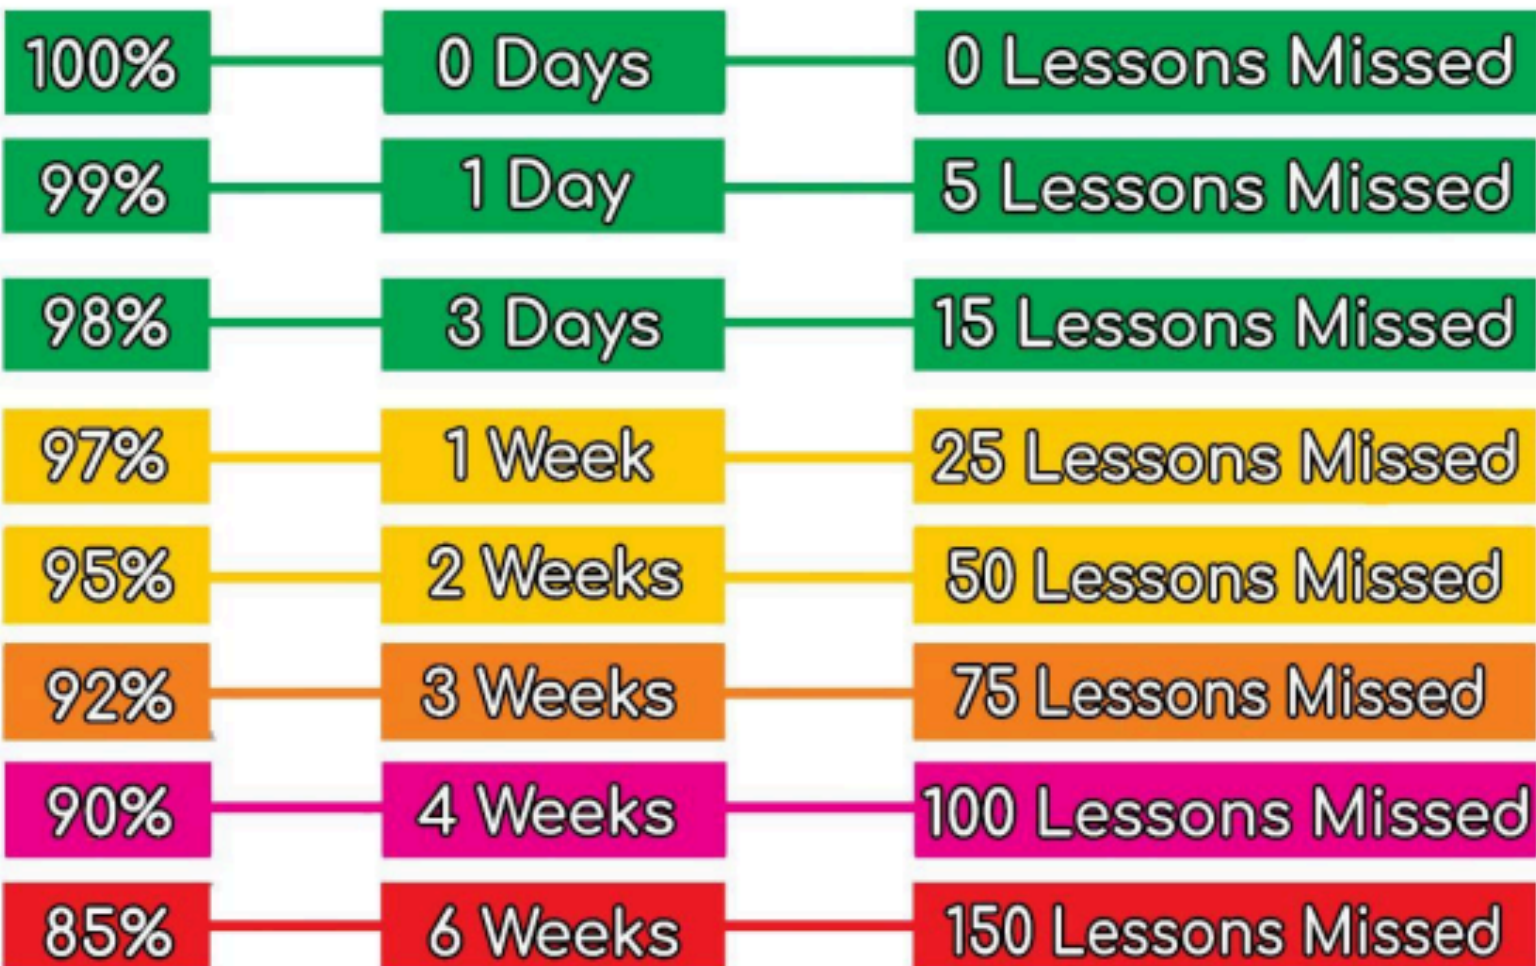 100% 0 Days 0 Lessons Missed
99% 1 Day 5 Lessons Missed
98% 3 Days 15 Lessons Missed
97% 1 Week 25 Lessons Missed
95% 2 Weeks 50 Lessons Missed
92% 3 Weeks 75 Lessons Missed
90% 4 Weeks 100 Lessons Missed
85% 6 Weeks 150 Lessons Missed